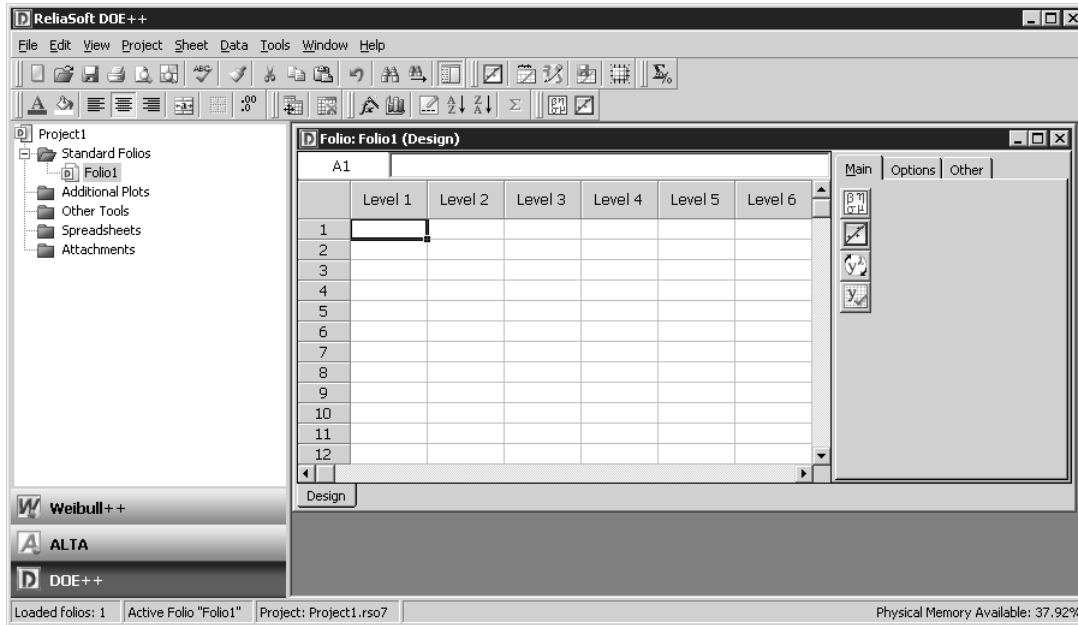 ReliaSoft DOE++
File Edit View Project Sheet Data Tools Window Help
Project1
Standard Folios
Folio1
Additional Plots
Other Tools
Spreadsheets
Attachments
Folio: Folio1 (Design)
A1
Level 1 Level 2 Level 3 Level 4 Level 5 Level 6
1
2
3
4
5
6
7
8
9
10
11
12
Design
Main Options Other
β η
σ μ
Weibull++
ALTA
DOE++
Loaded folios: 1 Active Folio "Folio1" Project: Project1.rso7 Physical Memory Available: 37.92%